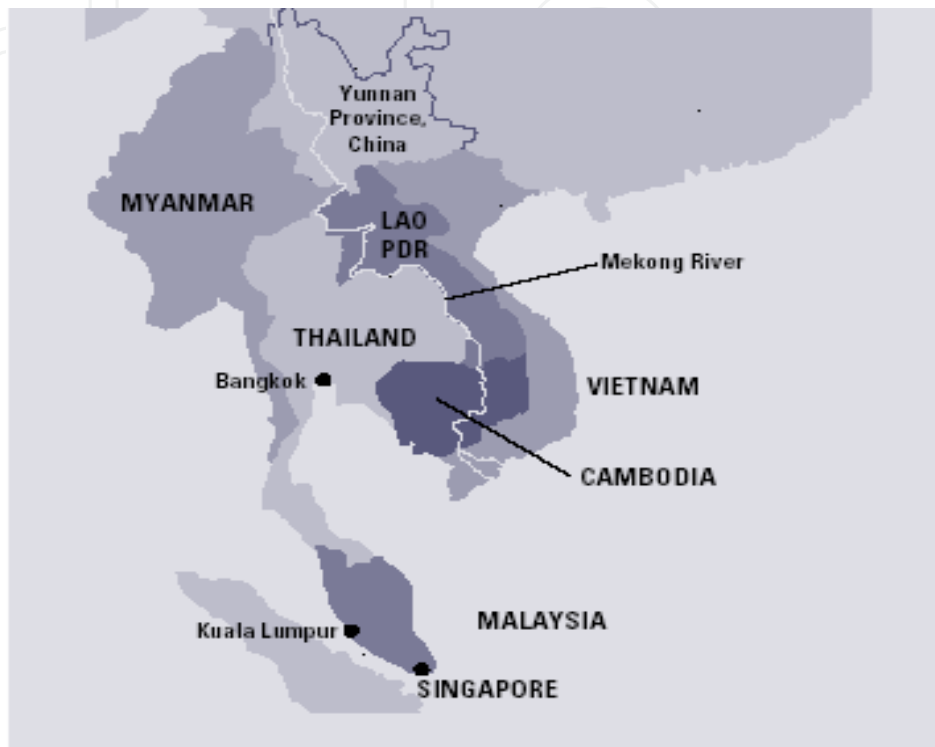 Yunnan
Province,
China
MYANMAR
LAO
PDR
Mekong River
THAILAND
Bangkok
VIETNAM
CAMBODIA
MALAYSIA
Kuala Lumpur
SINGAPORE